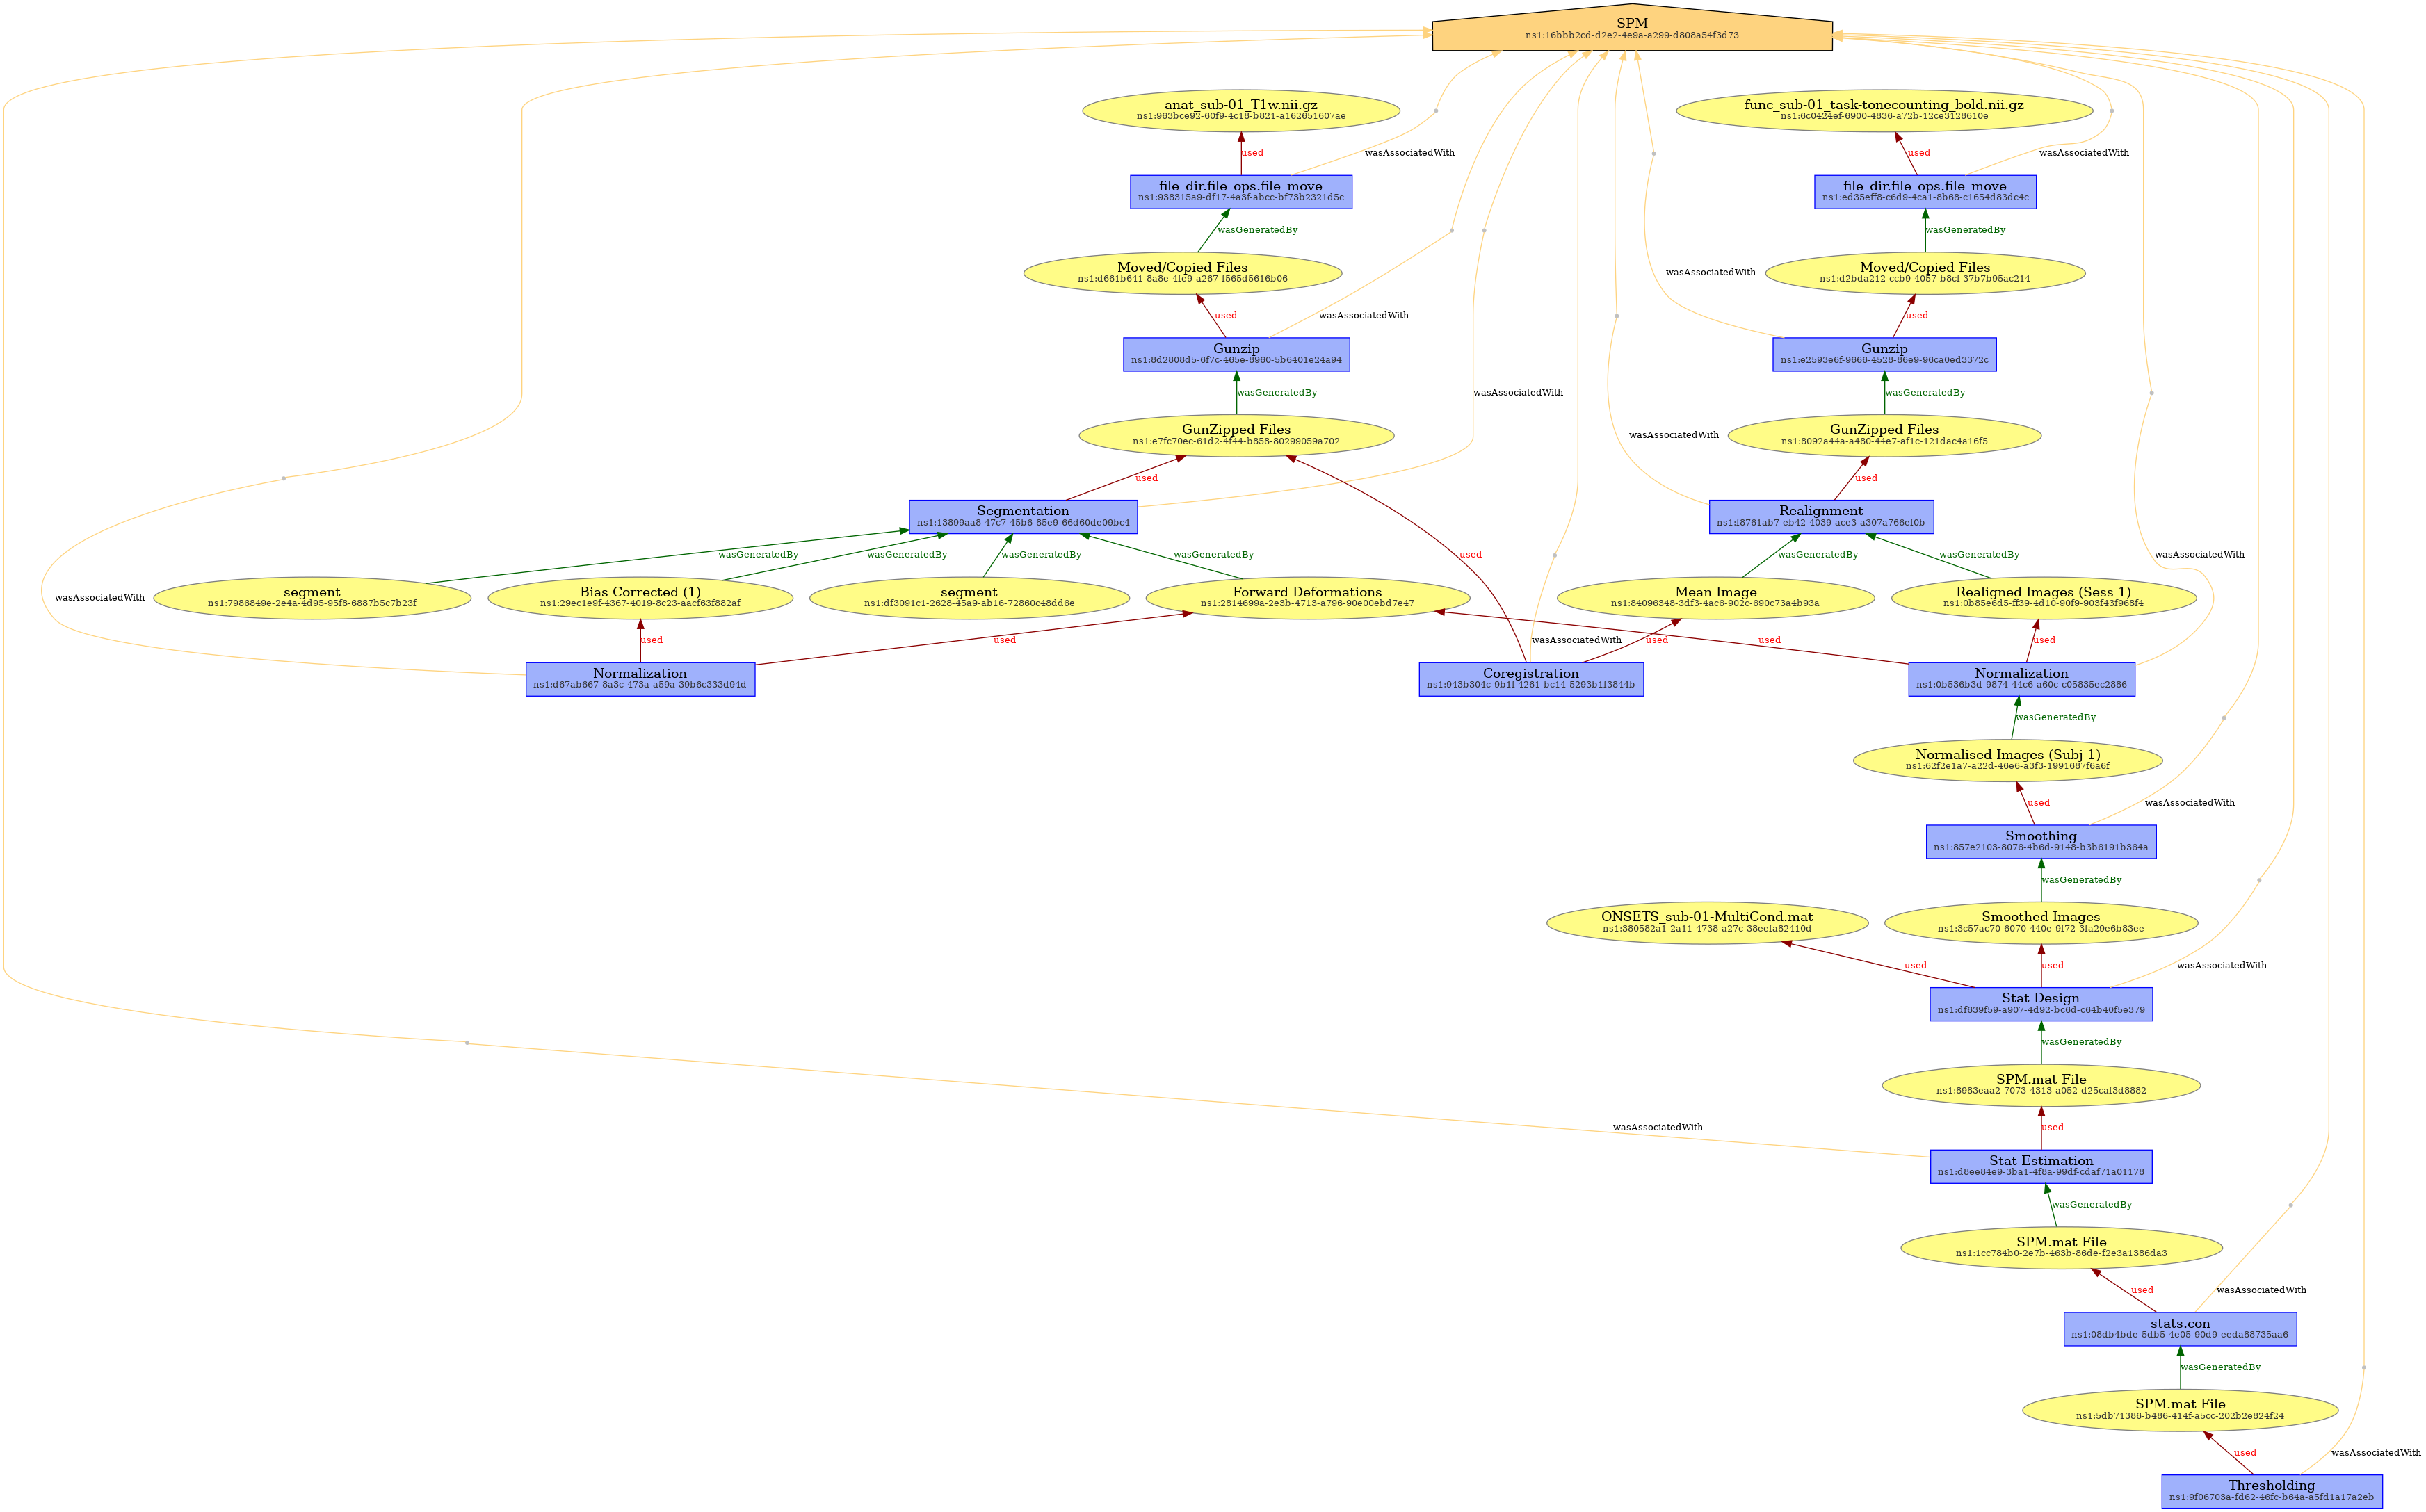 SPM
ns1:16bbb2cd-d2e2-4e9a-a299-d808a54f3d73
anat_sub-01_T1w.nii.gz
ns1:963bce92-60f9-4c18-b821-a162651607ae
func_sub-01_task-tonecounting_bold.nii.gz
ns1:6c0424ef-6900-4836-a72b-12ce3128610e
used
wasAssociatedWith
used
wasAssociatedWith
file_dir.file_ops.file_move
ns1:938315a9-df17-4a3f-abcc-bf73b2321d5c
file_dir.file_ops.file_move
ns1:ed35eff8-c6d9-4ca1-8b68-c1654d83dc4c
wasGeneratedBy
wasGeneratedBy
Moved/Copied Files
ns1:d661b641-8a8e-4fe9-a267-f565d5616b06
wasAssociatedWith
Moved/Copied Files
ns1:d2bda212-ccb9-4057-b8cf-37b7b95ac214
used
wasAssociatedWith
used
Gunzip
ns1:8d2808d5-6f7c-465e-8960-5b6401e24a94
Gunzip
ns1:e2593e6f-9666-4528-86e9-96ca0ed3372c
wasGeneratedBy
wasAssociatedWith
wasGeneratedBy
GunZipped Files
ns1:e7fc70ec-61d2-4f44-b858-80299059a702
wasAssociatedWith
GunZipped Files
ns1:8092a44a-a480-44e7-af1c-121dac4a16f5
used
used
Segmentation
ns1:13899aa8-47c7-45b6-85e9-66d60de09bc4
Realignment
ns1:f8761ab7-eb42-4039-ace3-a307a766ef0b
wasGeneratedBy
wasGeneratedBy
wasGeneratedBy
wasGeneratedBy
used
wasGeneratedBy
wasGeneratedBy
wasAssociatedWith
wasAssociatedWith
segment
ns1:7986849e-2e4a-4d95-95f8-6887b5c7b23f
Bias Corrected (1)
ns1:29ec1e9f-4367-4019-8c23-aacf63f882af
segment
ns1:df3091c1-2628-45a9-ab16-72860c48dd6e
Forward Deformations
ns1:2814699a-2e3b-4713-a796-90e00ebd7e47
Mean Image
ns1:84096348-3df3-4ac6-902c-690c73a4b93a
Realigned Images (Sess 1)
ns1:0b85e6d5-ff39-4d10-90f9-903f43f968f4
used
used
wasAssociatedWith
used
used
used
Normalization
ns1:d67ab667-8a3c-473a-a59a-39b6c333d94d
Coregistration
ns1:943b304c-9b1f-4261-bc14-5293b1f3844b
Normalization
ns1:0b536b3d-9874-44c6-a60c-c05835ec2886
wasGeneratedBy
Normalised Images (Subj 1)
ns1:62f2e1a7-a22d-46e6-a3f3-1991687f6a6f
used
wasAssociatedWith
Smoothing
ns1:857e2103-8076-4b6d-9148-b3b6191b364a
wasGeneratedBy
ONSETS_sub-01-MultiCond.mat
ns1:380582a1-2a11-4738-a27c-38eefa82410d
Smoothed Images
ns1:3c57ac70-6070-440e-9f72-3fa29e6b83ee
used
used
wasAssociatedWith
Stat Design
ns1:df639f59-a907-4d92-bc6d-c64b40f5e379
wasGeneratedBy
SPM.mat File
ns1:8983eaa2-7073-4313-a052-d25caf3d8882
wasAssociatedWith
used
Stat Estimation
ns1:d8ee84e9-3ba1-4f8a-99df-cdaf71a01178
wasGeneratedBy
SPM.mat File
ns1:1cc784b0-2e7b-463b-86de-f2e3a1386da3
used
wasAssociatedWith
stats.con
ns1:08db4bde-5db5-4e05-90d9-eeda88735aa6
wasGeneratedBy
SPM.mat File
ns1:5db71386-b486-414f-a5cc-202b2e824f24
used
wasAssociatedWith
Thresholding
ns1:9f06703a-fd62-46fc-b64a-a5fd1a17a2eb